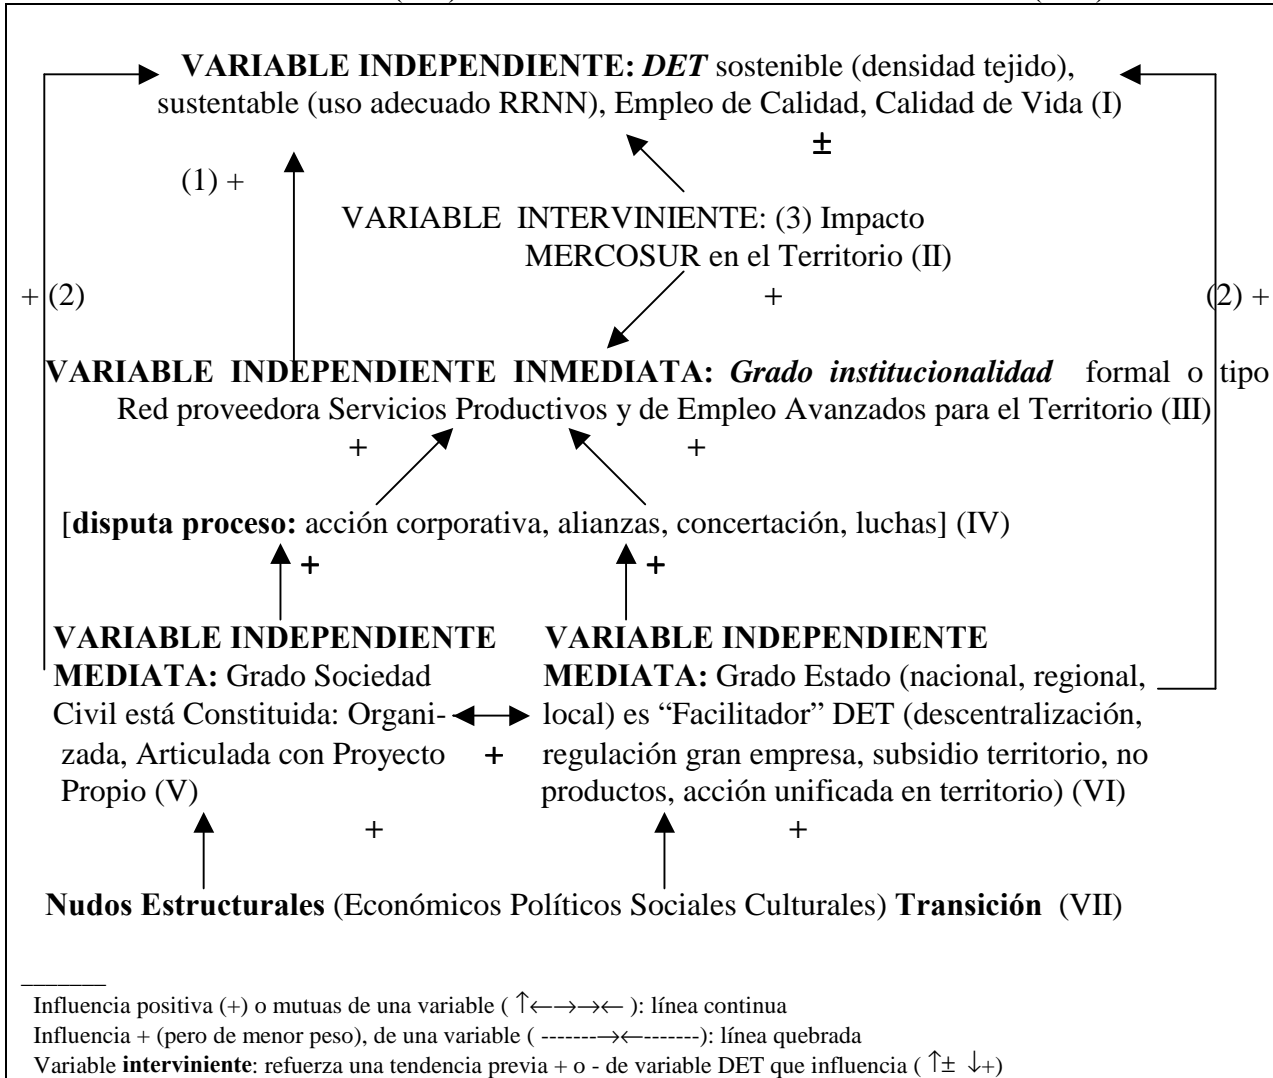 VARIABLE INDEPENDIENTE: DET sostenible (densidad tejido),
sustentable (uso adecuado RRNN), Empleo de Calidad, Calidad de Vida (I)
±
(1) +
VARIABLE INTERVINIENTE: (3) Impacto
MERCOSUR en el Territorio (II)
+ (2)
+
(2) +
VARIABLE INDEPENDIENTE INMEDIATA: Grado institucionalidad formal o tipo
Red proveedora Servicios Productivos y de Empleo Avanzados para el Territorio (III)
+ +
[disputa proceso: acción corporativa, alianzas, concertación, luchas] (IV)
+ +
VARIABLE INDEPENDIENTE
MEDIATA: Grado Sociedad
Civil está Constituida: Organi-
zada, Articulada con Proyecto
Propio (V)
+
VARIABLE INDEPENDIENTE
MEDIATA: Grado Estado (nacional, regional,
local) es “Facilitador” DET (descentralización,
regulación gran empresa, subsidio territorio, no
productos, acción unificada en territorio) (VI)
+ +
Nudos Estructurales (Económicos Políticos Sociales Culturales) Transición (VII)
Influencia positiva (+) o mutuas de una variable ( ↑←→→← ): línea continua
Influencia + (pero de menor peso), de una variable ( -------→←-------): línea quebrada
Variable interviniente: refuerza una tendencia previa + o - de variable DET que influencia ( ↑± ↓+)